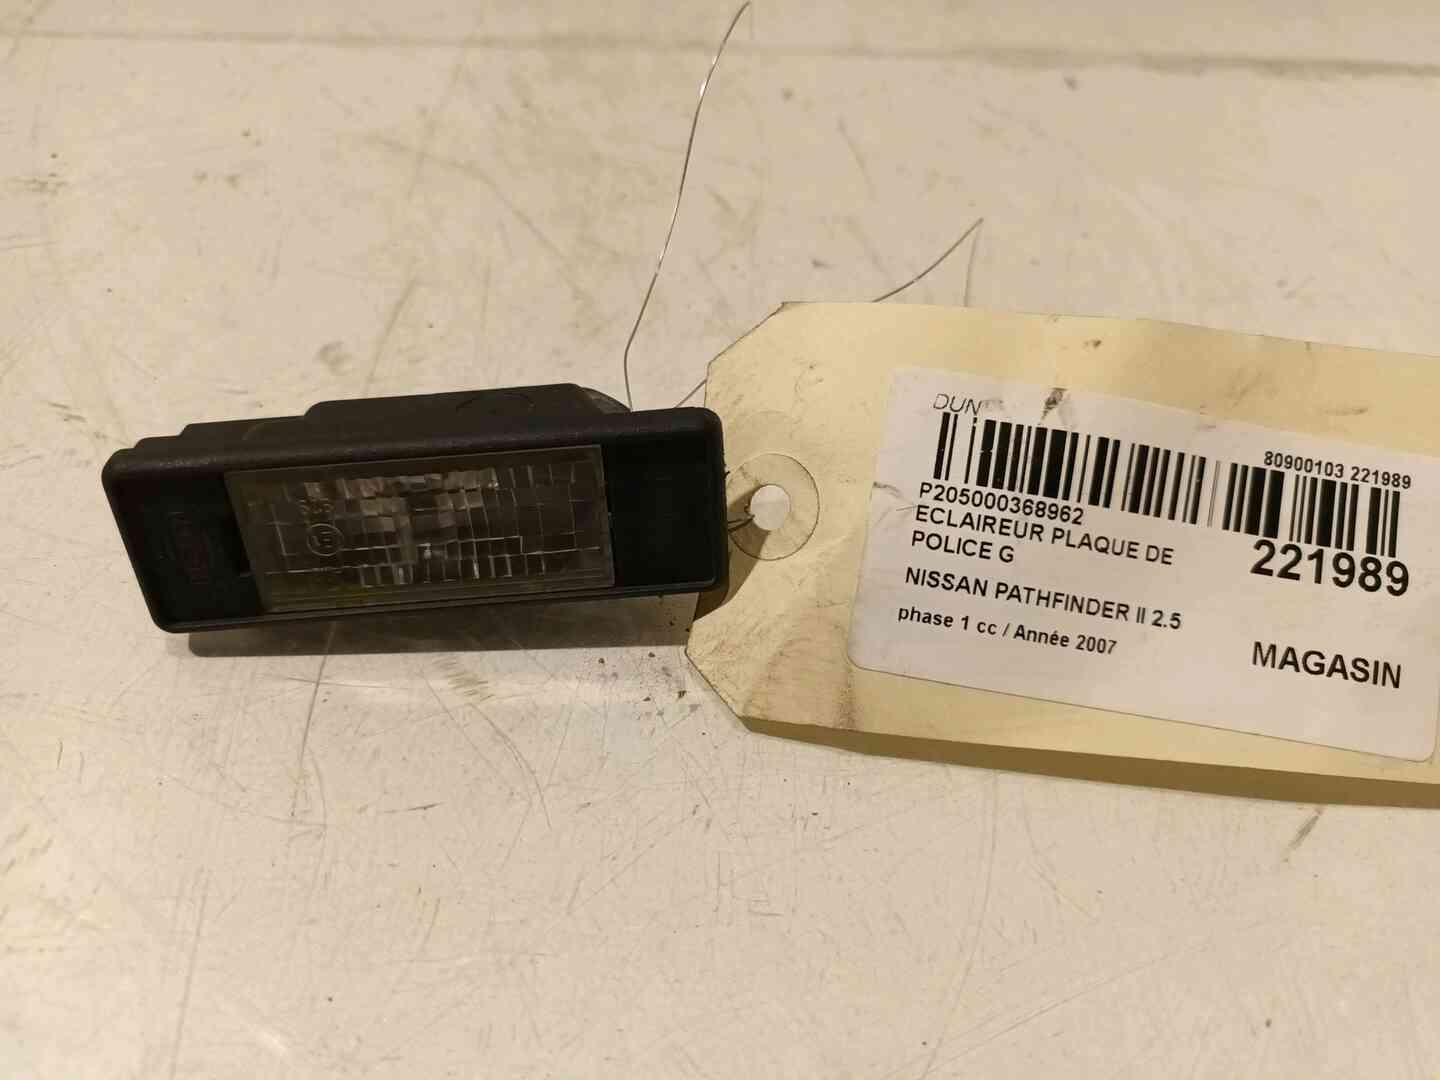 DUN
80900103 221989
P205000368962
ECLAIREUR PLAQUE DE
POLICE G
221989
NISSAN PATHFINDER II 2.5
phase 1 cc / Année 2007
MAGASIN